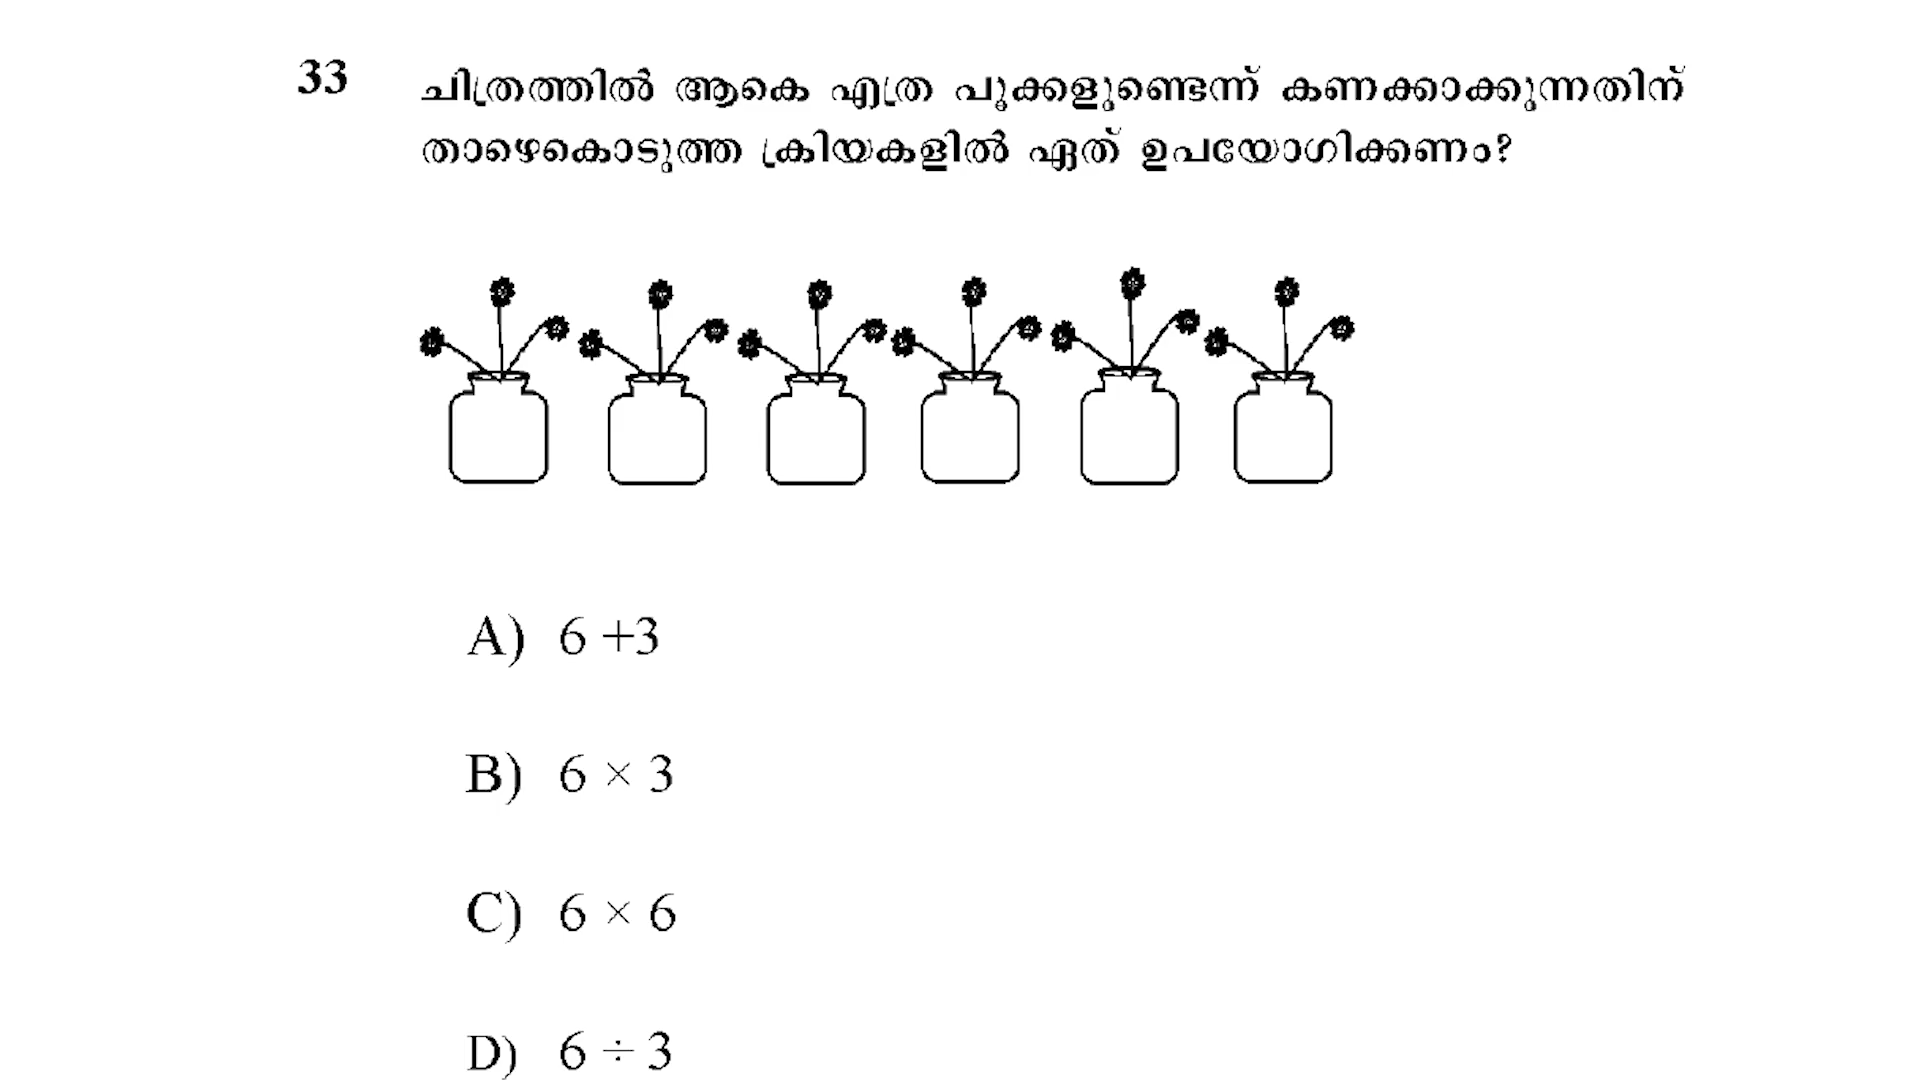 33 ചിത്രത്തിൽ ആകെ എത്ര പൂക്കളുണ്ടെന്ന് കണക്കാക്കുന്നതിന്
താഴെകൊടുത്ത ക്രിയകളിൽ ഏത് ഉപയോഗിക്കണം?
A) 6 +3
B) 6 × 3
C) 6 × 6
D) 6 ÷ 3